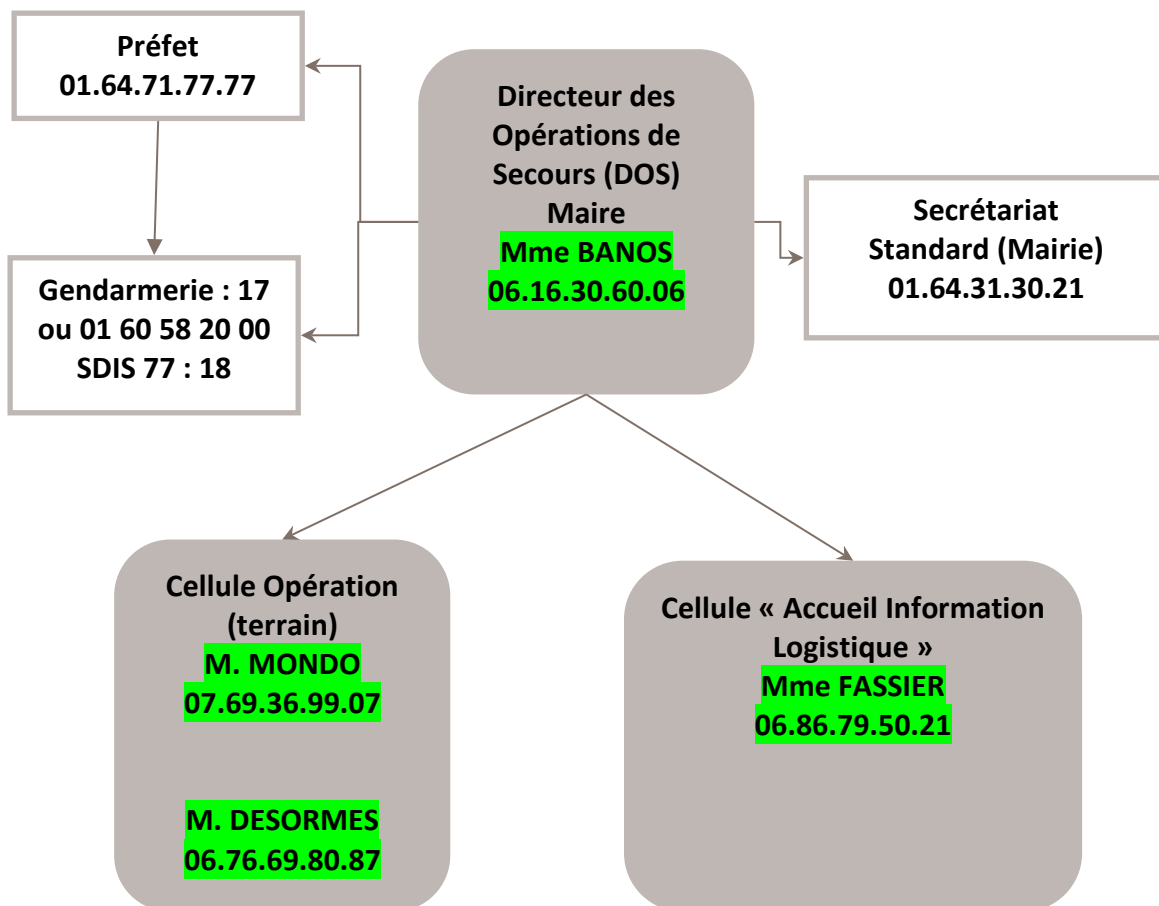 Préfet
01.64.71.77.77
Directeur des
Opérations de
Secours (DOS)
Maire
Mme BANOS
06.16.30.60.06
Secrétariat
Standard (Mairie)
01.64.31.30.21
Gendarmerie : 17
ou 01 60 58 20 00
SDIS 77 : 18
Cellule Opération
(terrain)
M. MONDO
07.69.36.99.07
M. DESORMES
06.76.69.80.87
Cellule « Accueil Information
Logistique »
Mme FASSIER
06.86.79.50.21